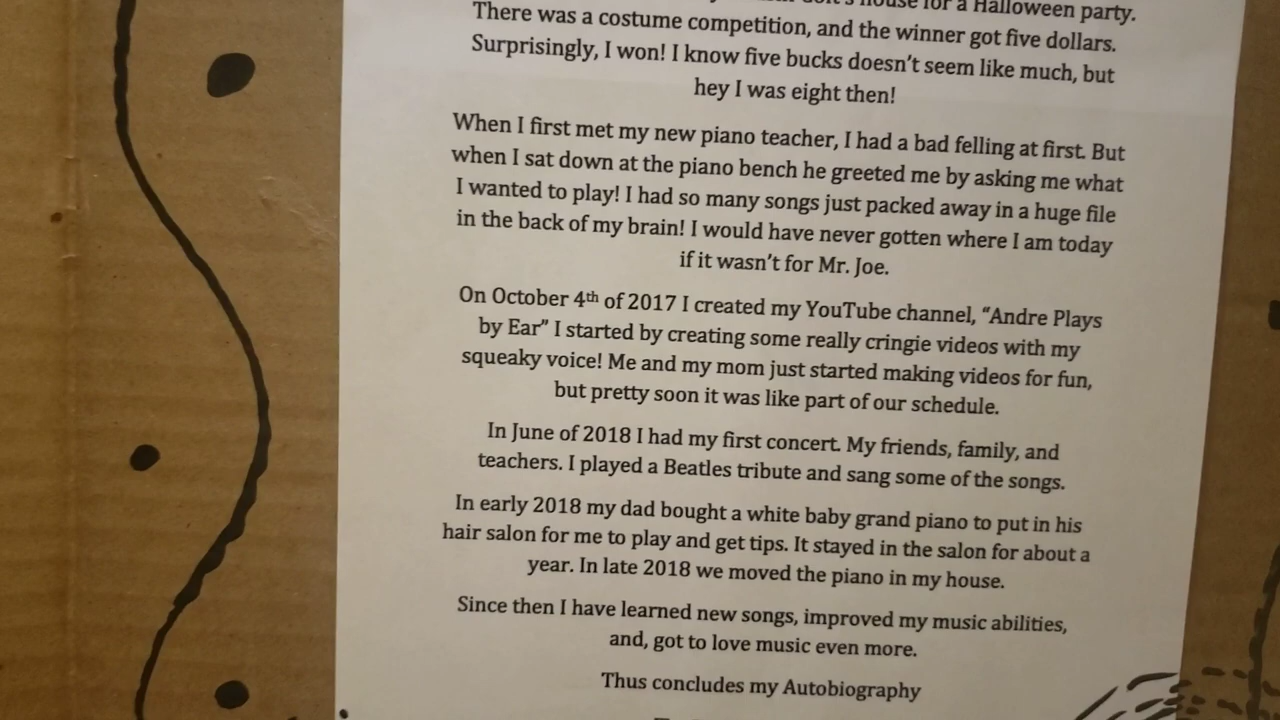 house for a Halloween party.
There was a costume competition, and the winner got five dollars.
Surprisingly, I won! I know five bucks doesn't seem like much, but
hey I was eight then!
When I first met my new piano teacher, I had a bad felling at first. But
when I sat down at the piano bench he greeted me by asking me what
I wanted to play! I had so many songs just packed away in a huge file
in the back of my brain! I would have never gotten where I am today
if it wasn't for Mr. Joe.
On October 4th of 2017 I created my YouTube channel, “Andre Plays
by Ear” I started by creating some really cringie videos with my
squeaky voice! Me and my mom just started making videos for fun,
but pretty soon it was like part of our schedule.
In June of 2018 I had my first concert. My friends, family, and
teachers. I played a Beatles tribute and sang some of the songs.
In early 2018 my dad bought a white baby grand piano to put in his
hair salon for me to play and get tips. It stayed in the salon for about a
year. In late 2018 we moved the piano in my house.
Since then I have learned new songs, improved my music abilities,
and, got to love music even more.
Thus concludes my Autobiography